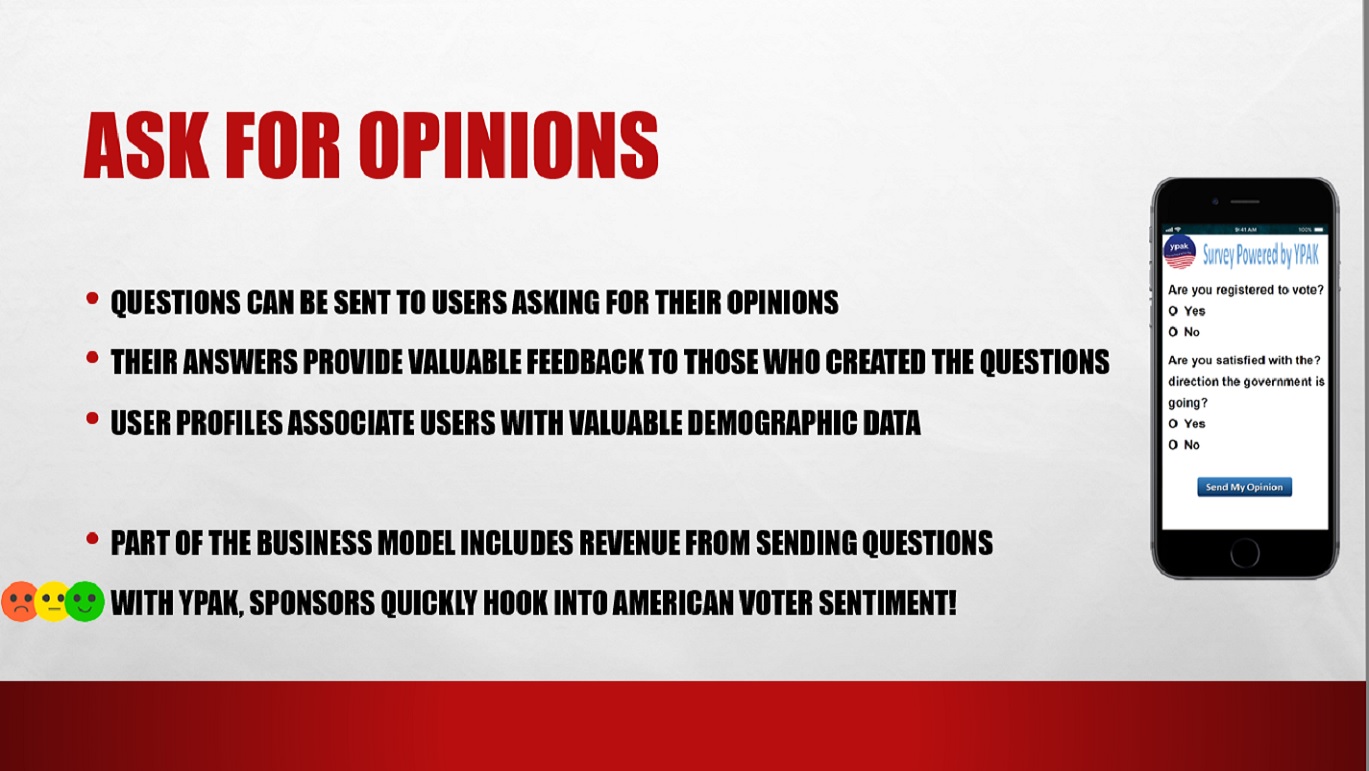 ASK FOR OPINIONS
• QUESTIONS CAN BE SENT TO USERS ASKING FOR THEIR OPINIONS
• THEIR ANSWERS PROVIDE VALUABLE FEEDBACK TO THOSE WHO CREATED THE QUESTIONS
• USER PROFILES ASSOCIATE USERS WITH VALUABLE DEMOGRAPHIC DATA
• PART OF THE BUSINESS MODEL INCLUDES REVENUE FROM SENDING QUESTIONS
WITH YPAK, SPONSORS QUICKLY HOOK INTO AMERICAN VOTER SENTIMENT!
9:41 AM 100%
ypak
Survey Powered by YPAK
Are you registered to vote?
O Yes
O No
Are you satisfied with the?
direction the government is
going?
O Yes
O No
Send My Opinion